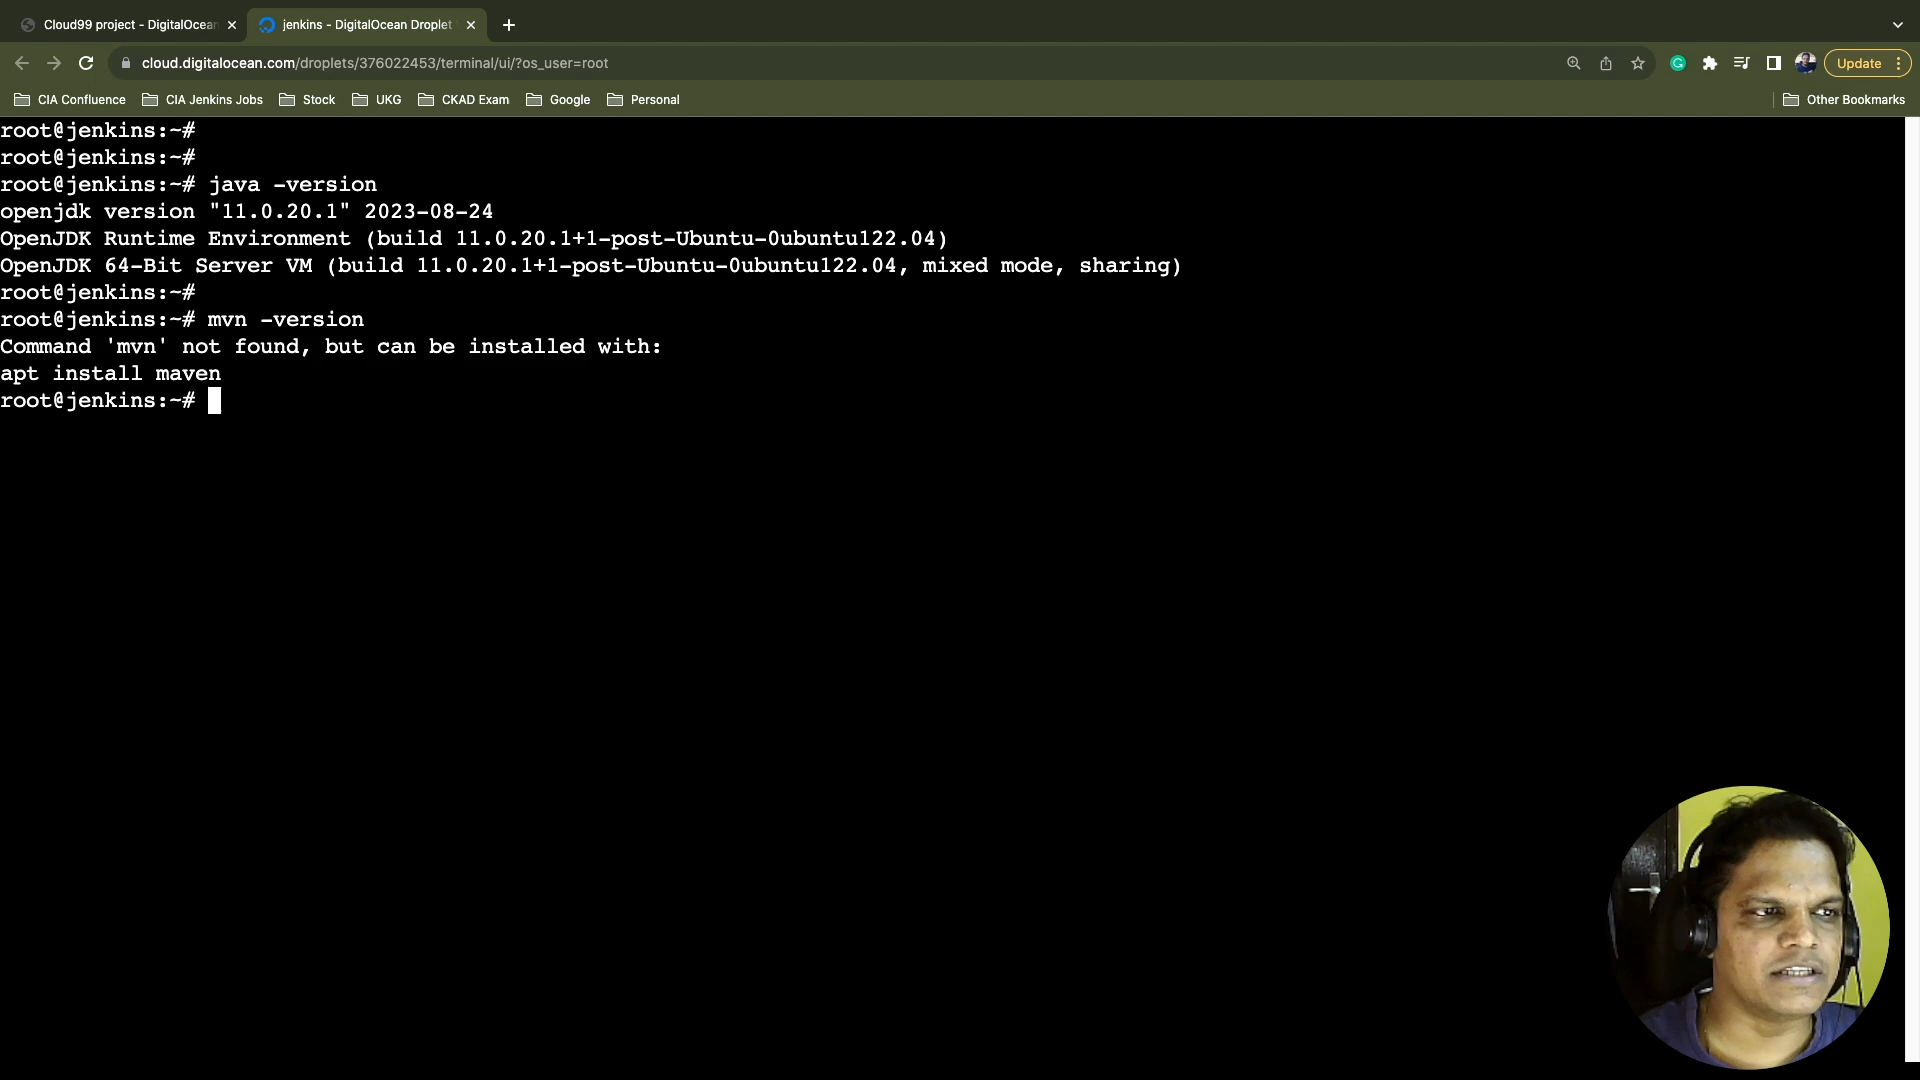 Cloud99 project - DigitalOcean
jenkins - DigitalOcean Droplet
cloud.digitalocean.com/droplets/376022453/terminal/ui/?os_user=root
Update
CIA Confluence
CIA Jenkins Jobs
Stock
UKG
CKAD Exam
Google
Personal
Other Bookmarks
root@jenkins:~#
root@jenkins:~#
root@jenkins:~# java -version
openjdk version "11.0.20.1" 2023-08-24
OpenJDK Runtime Environment (build 11.0.20.1+1-post-Ubuntu-0ubuntu122.04)
OpenJDK 64-Bit Server VM (build 11.0.20.1+1-post-Ubuntu-0ubuntu122.04, mixed mode, sharing)
root@jenkins:~#
root@jenkins:~# mvn -version
Command 'mvn' not found, but can be installed with:
apt install maven
root@jenkins:~#